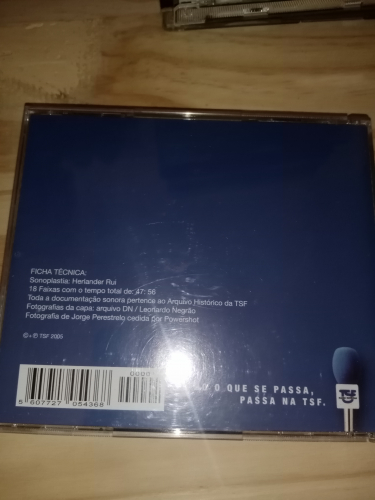 FICHA TÉCNICA:
Sonoplastia: Herlander Rui
18 Faixas com o tempo total de: 47: 56
Toda a documentação sonora pertence ao Arquivo Histórico da TSF
Fotografias da capa: arquivo DN / Leonardo Negrão
Fotografia de Jorge Perestrelo cedida por Powershot
©+℗ TSF 2005
O QUE SE PASSA,
PASSA NA TSF.
TSF
5 607727 054368